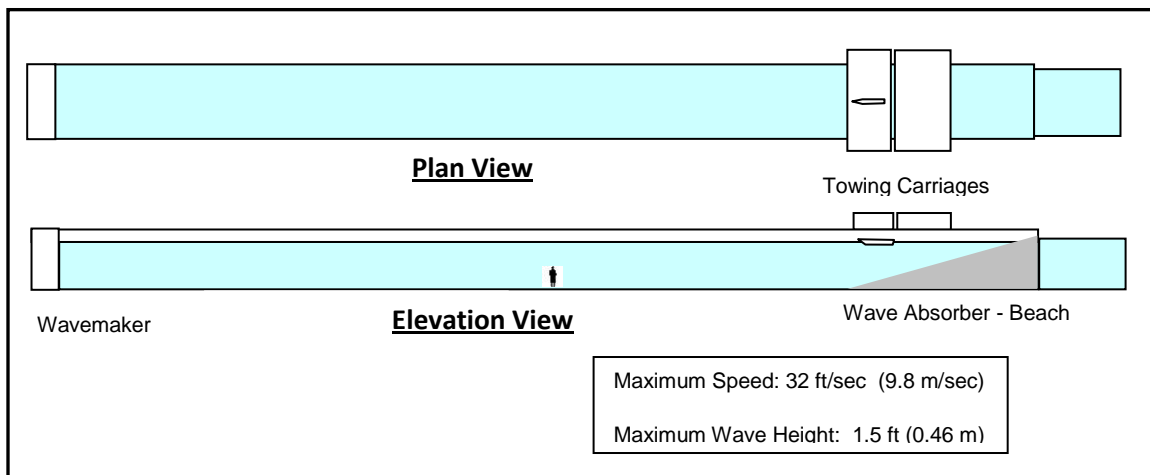 Plan View
Towing Carriages
Wavemaker
Elevation View
Wave Absorber - Beach
Maximum Speed: 32 ft/sec (9.8 m/sec)
Maximum Wave Height: 1.5 ft (0.46 m)